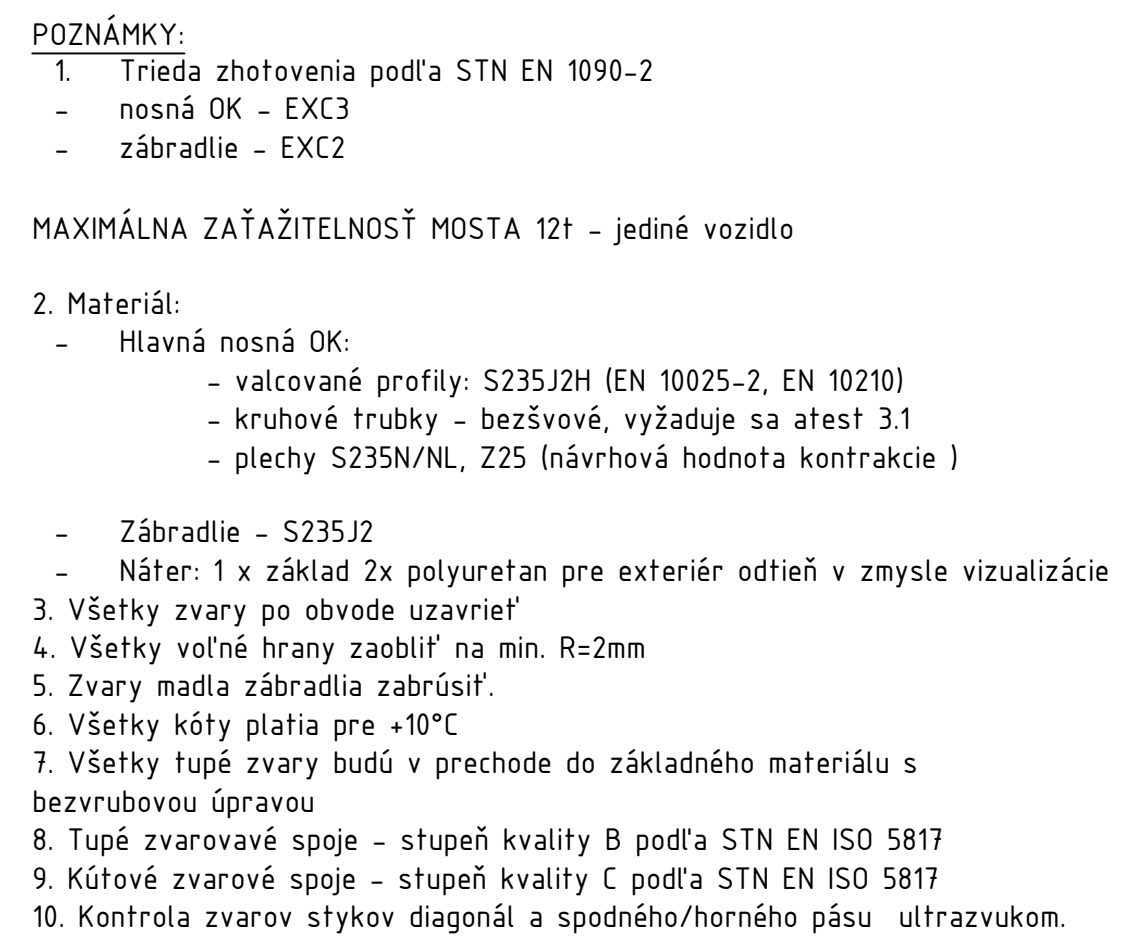 POZNÁMKY:
1. Trieda zhotovenia podľa STN EN 1090-2
- nosná OK - EXC3
- zábradlie - EXC2
MAXIMÁLNA ZAŤAŽITELNOSŤ MOSTA 12t - jediné vozidlo
2. Materiál:
- Hlavná nosná OK:
- valcované profily: S235J2H (EN 10025-2, EN 10210)
- kruhové trubky - bezšvové, vyžaduje sa atest 3.1
- plechy S235N/NL, Z25 (návrhová hodnota kontrakcie )
- Zábradlie - S235J2
- Náter: 1 x základ 2x polyuretan pre exteriér odtieň v zmysle vizualizácie
3. Všetky zvary po obvode uzavrieť
4. Všetky voľné hrany zaobliť na min. R=2mm
5. Zvary madla zábradlia zabrúsiť.
6. Všetky kóty platia pre +10°C
7. Všetky tupé zvary budú v prechode do základného materiálu s
bezvrubovou úpravou
8. Tupé zvarovavé spoje - stupeň kvality B podľa STN EN ISO 5817
9. Kútové zvarové spoje - stupeň kvality C podľa STN EN ISO 5817
10. Kontrola zvarov stykov diagonál a spodného/horného pásu ultrazvukom.